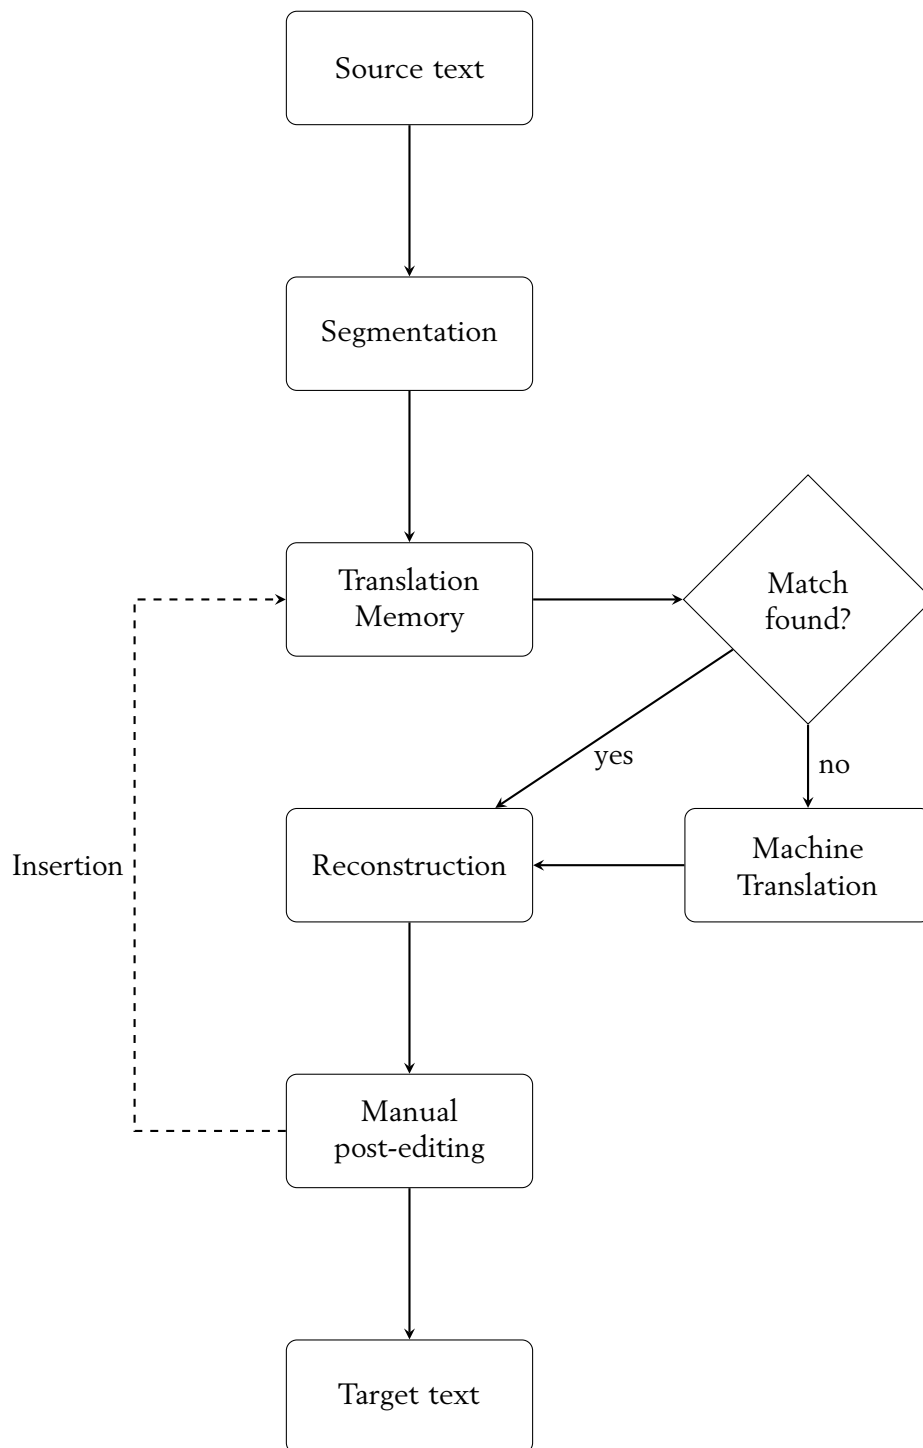 Source text
Segmentation
Translation
Memory
Match
found?
yes
no
Insertion
Reconstruction
Machine
Translation
Manual
post-editing
Target text